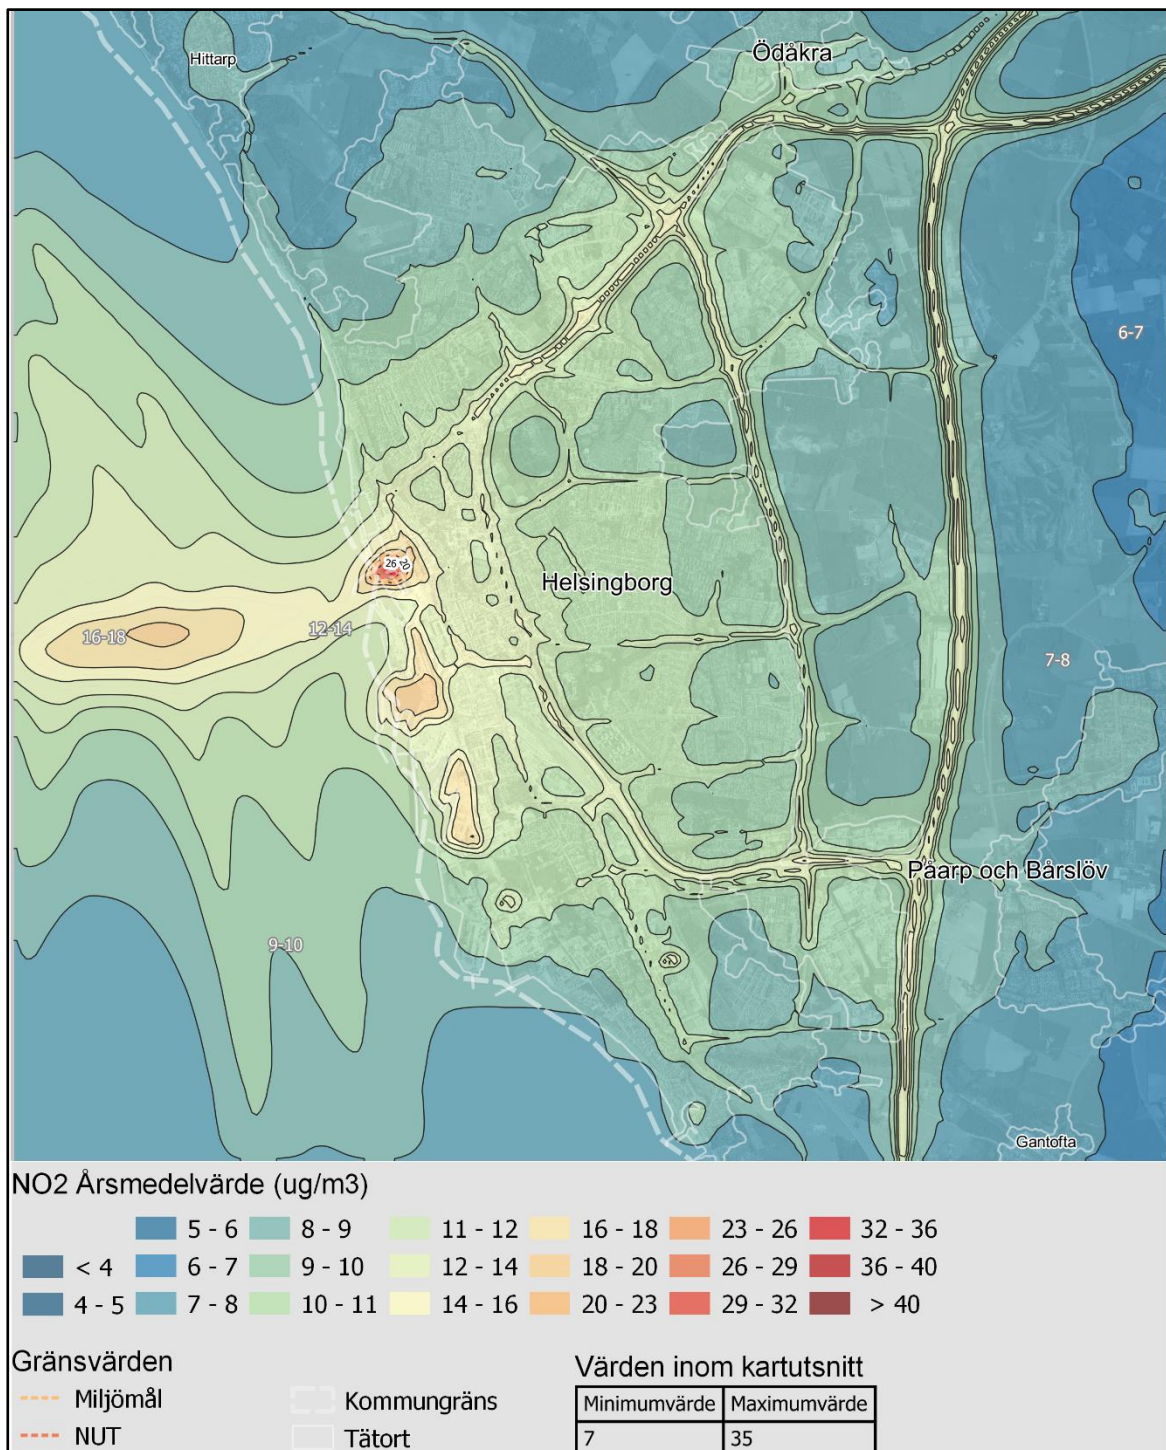 Hittarp
Ödåkra
6-7
26
20
Helsingborg
16-18
12-14
7-8
Påarp och Bårslöv
9-10
Gantofta
NO2 Årsmedelvärde (ug/m3)
5 - 6 8 - 9 11 - 12 16 - 18 23 - 26 32 - 36
< 4 6 - 7 9 - 10 12 - 14 18 - 20 26 - 29 36 - 40
4 - 5 7 - 8 10 - 11 14 - 16 20 - 23 29 - 32 > 40
Gränsvärden
Miljömål
NUT
Kommungräns
Tätort
Värden inom kartutsnitt
Minimumvärde Maximumvärde
7 35